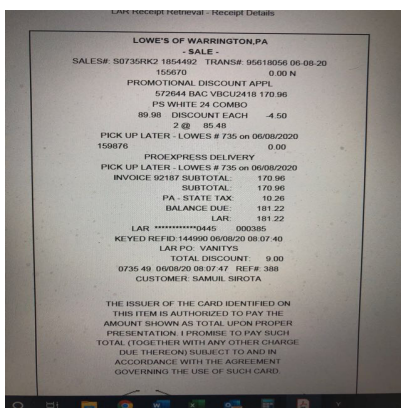 LAR Receipt Retrieval - Receipt Details
LOWE'S OF WARRINGTON,PA
- SALE -
SALES#: S0735RK2 1854492 TRANS#: 95618056 06-08-20
155670 0.00 N
PROMOTIONAL DISCOUNT APPL
572644 BAC VBCU2418 170.96
PS WHITE 24 COMBO
89.98 DISCOUNT EACH -4.50
2 @ 85.48
PICK UP LATER - LOWES # 735 on 06/08/2020
159876 0.00
PROEXPRESS DELIVERY
PICK UP LATER - LOWES # 735 on 06/08/2020
INVOICE 92187 SUBTOTAL: 170.96
SUBTOTAL: 170.96
PA - STATE TAX: 10.26
BALANCE DUE: 181.22
LAR: 181.22
LAR ************0445 000385
KEYED REFID:144990 06/08/20 08:07:40
LAR PO: VANITYS
TOTAL DISCOUNT: 9.00
0735 49 06/08/20 08:07:47 REF#: 388
CUSTOMER: SAMUIL SIROTA
THE ISSUER OF THE CARD IDENTIFIED ON
THIS ITEM IS AUTHORIZED TO PAY THE
AMOUNT SHOWN AS TOTAL UPON PROPER
PRESENTATION. I PROMISE TO PAY SUCH
TOTAL (TOGETHER WITH ANY OTHER CHARGE
DUE THEREON) SUBJECT TO AND IN
ACCORDANCE WITH THE AGREEMENT
GOVERNING THE USE OF SUCH CARD.